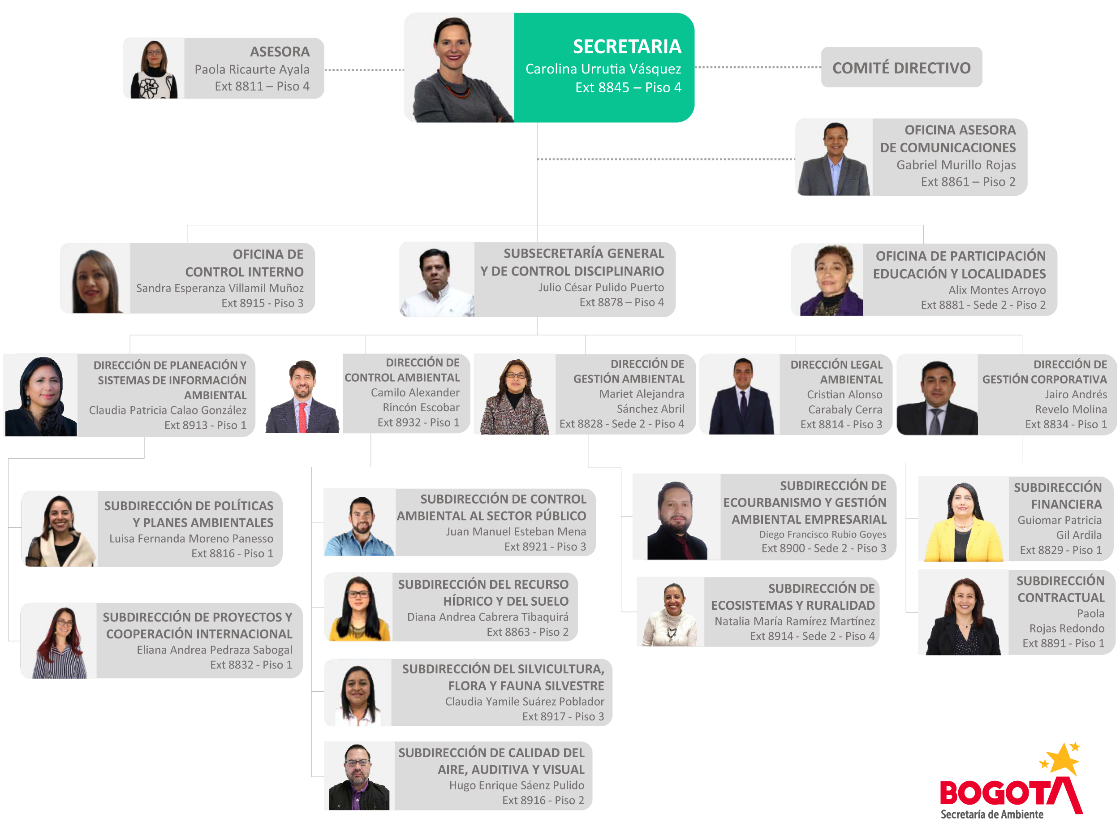 ASESORA
Paola Ricaurte Ayala
Ext 8811 – Piso 4
SECRETARIA
Carolina Urrutia Vásquez
Ext 8845 – Piso 4
COMITÉ DIRECTIVO
OFICINA ASESORA
DE COMUNICACIONES
Gabriel Murillo Rojas
Ext 8861 – Piso 2
OFICINA DE
CONTROL INTERNO
Sandra Esperanza Villamil Muñoz
Ext 8915 - Piso 3
SUBSECRETARÍA GENERAL
Y DE CONTROL DISCIPLINARIO
Julio César Pulido Puerto
Ext 8878 – Piso 4
OFICINA DE PARTICIPACIÓN
EDUCACIÓN Y LOCALIDADES
Alix Montes Arroyo
Ext 8881 - Sede 2 - Piso 2
DIRECCIÓN DE PLANEACIÓN Y
SISTEMAS DE INFORMACIÓN
AMBIENTAL
Claudia Patricia Calao González
Ext 8913 - Piso 1
DIRECCIÓN DE
CONTROL AMBIENTAL
Camilo Alexander
Rincón Escobar
Ext 8932 - Piso 1
DIRECCIÓN DE
GESTIÓN AMBIENTAL
Mariet Alejandra
Sánchez Abril
Ext 8828 - Sede 2 - Piso 4
DIRECCIÓN LEGAL
AMBIENTAL
Cristian Alonso
Carabaly Cerra
Ext 8814 - Piso 3
DIRECCIÓN DE
GESTIÓN CORPORATIVA
Jairo Andrés
Revelo Molina
Ext 8834 - Piso 1
SUBDIRECCIÓN DE POLÍTICAS
Y PLANES AMBIENTALES
Luisa Fernanda Moreno Panesso
Ext 8816 - Piso 1
SUBDIRECCIÓN DE PROYECTOS Y
COOPERACIÓN INTERNACIONAL
Eliana Andrea Pedraza Sabogal
Ext 8832 - Piso 1
SUBDIRECCIÓN DE CONTROL
AMBIENTAL AL SECTOR PÚBLICO
Juan Manuel Esteban Mena
Ext 8921 - Piso 3
SUBDIRECCIÓN DEL RECURSO
HÍDRICO Y DEL SUELO
Diana Andrea Cabrera Tibaquirá
Ext 8863 - Piso 2
SUBDIRECCIÓN DEL SILVICULTURA,
FLORA Y FAUNA SILVESTRE
Claudia Yamile Suárez Poblador
Ext 8917 - Piso 3
SUBDIRECCIÓN DE CALIDAD DEL
AIRE, AUDITIVA Y VISUAL
Hugo Enrique Sáenz Pulido
Ext 8916 - Piso 2
SUBDIRECCIÓN DE
ECOURBANISMO Y GESTIÓN
AMBIENTAL EMPRESARIAL
Diego Francisco Rubio Goyes
Ext 8900 - Sede 2 - Piso 3
SUBDIRECCIÓN DE
ECOSISTEMAS Y RURALIDAD
Natalia María Ramírez Martínez
Ext 8914 - Sede 2 - Piso 4
SUBDIRECCIÓN
FINANCIERA
Guiomar Patricia
Gil Ardila
Ext 8829 - Piso 1
SUBDIRECCIÓN
CONTRACTUAL
Paola
Rojas Redondo
Ext 8891 - Piso 1
BOGOTA
Secretaría de Ambiente